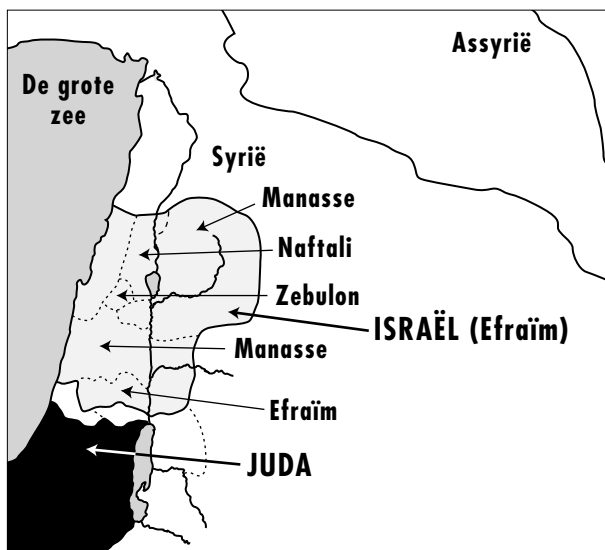 Assyrië
De grote
zee
Syrië
Manasse
Naftali
Zebulon
ISRAËL (Efraïm)
Manasse
Efraïm
JUDA